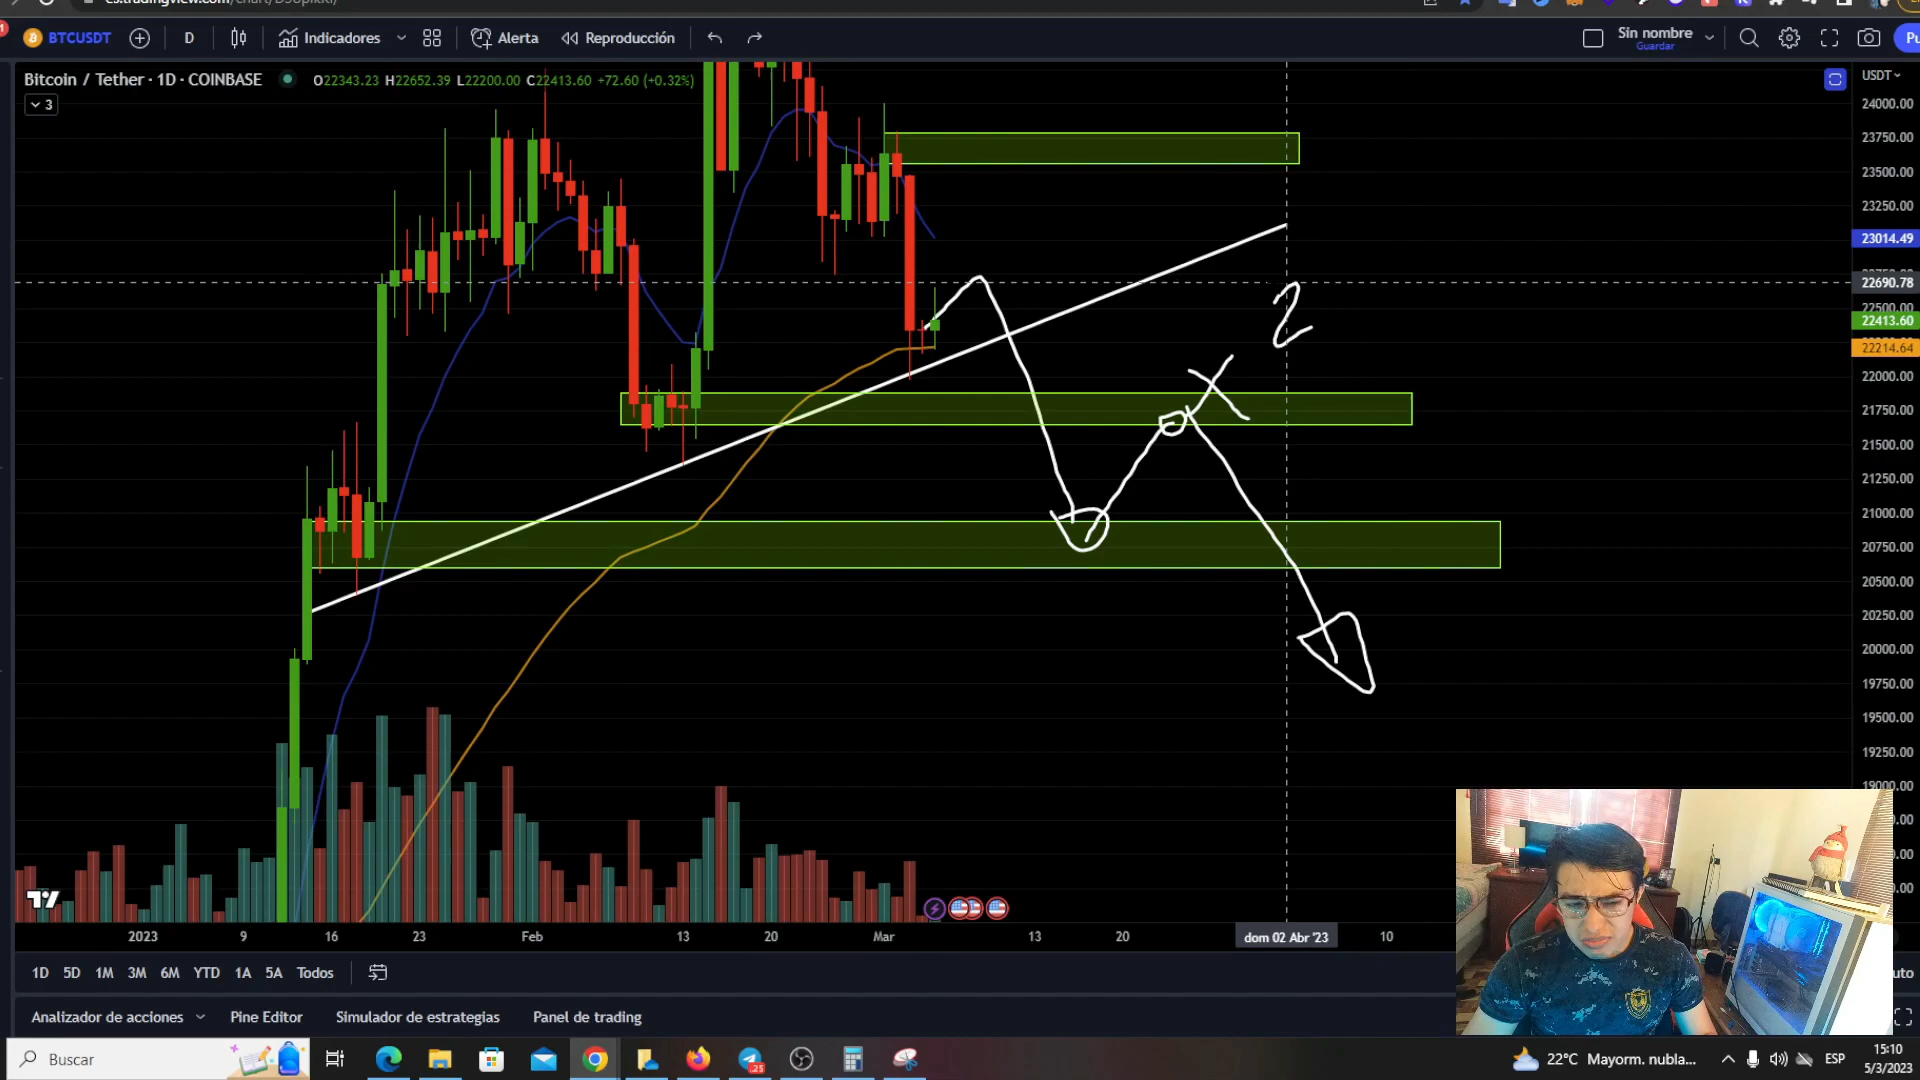 BTCUSDT
D
Indicadores
Alerta
Reproducción
Sin nombre
Guardar
Bitcoin / Tether · 1D · COINBASE
O22343.23 H22652.39 L22200.00 C22413.60 +72.60 (+0.32%)
3
USDT
24000.00
23750.00
23500.00
23250.00
23014.49
22690.78
22500.00
22413.60
22214.64
22000.00
21750.00
21500.00
21250.00
21000.00
20750.00
20500.00
20250.00
20000.00
19750.00
19500.00
19250.00
19000.00
2
2023
9
16
23
Feb
13
20
Mar
13
20
dom 02 Abr '23
10
1D 5D 1M 3M 6M YTD 1A 5A Todos
Analizador de acciones
Pine Editor
Simulador de estrategias
Panel de trading
Buscar
25
22°C Mayorm. nubla...
ESP
15:10
5/3/2023